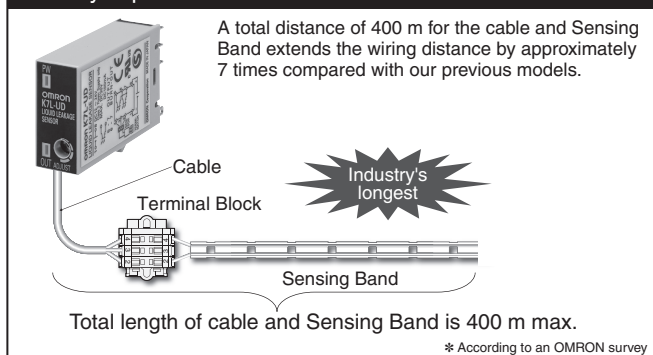 A total distance of 400 m for the cable and Sensing
Band extends the wiring distance by approximately
7 times compared with our previous models.
PW
OMRON
K7L-UD
LIQUID LEAKAGE
SENSOR
OUT ADJUST
Cable
Industry's
longest
Terminal Block
Sensing Band
Total length of cable and Sensing Band is 400 m max.
* According to an OMRON survey